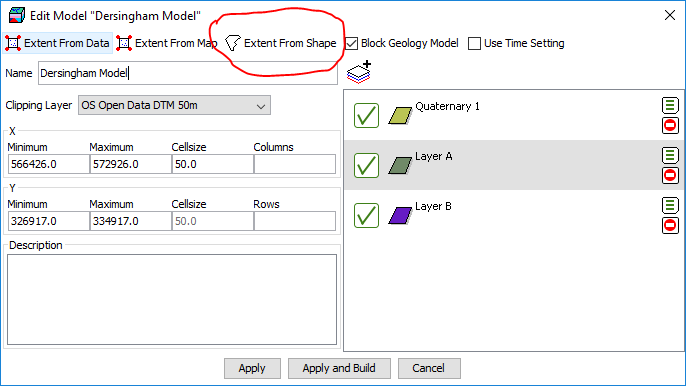 Edit Model "Dersingham Model"
Extent From Data Extent From Map Extent From Shape Block Geology Model Use Time Setting
Name Dersingham Model
Clipping Layer OS Open Data DTM 50m
X
Minimum Maximum Cellsize Columns
566426.0 572926.0 50.0
Y
Minimum Maximum Cellsize Rows
326917.0 334917.0 50.0
Description
Quaternary 1
Layer A
Layer B
Apply Apply and Build Cancel